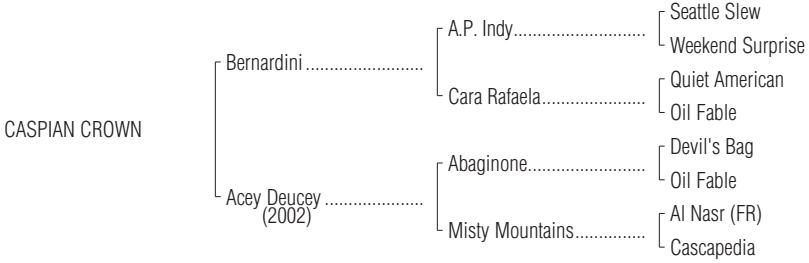 Seattle Slew
A.P. Indy
Weekend Surprise
Bernardini
Quiet American
Cara Rafaela
Oil Fable
CASPIAN CROWN
Devil's Bag
Abaginone
Oil Fable
Acey Deucey
(2002)
Al Nasr (FR)
Misty Mountains
Cascapedia